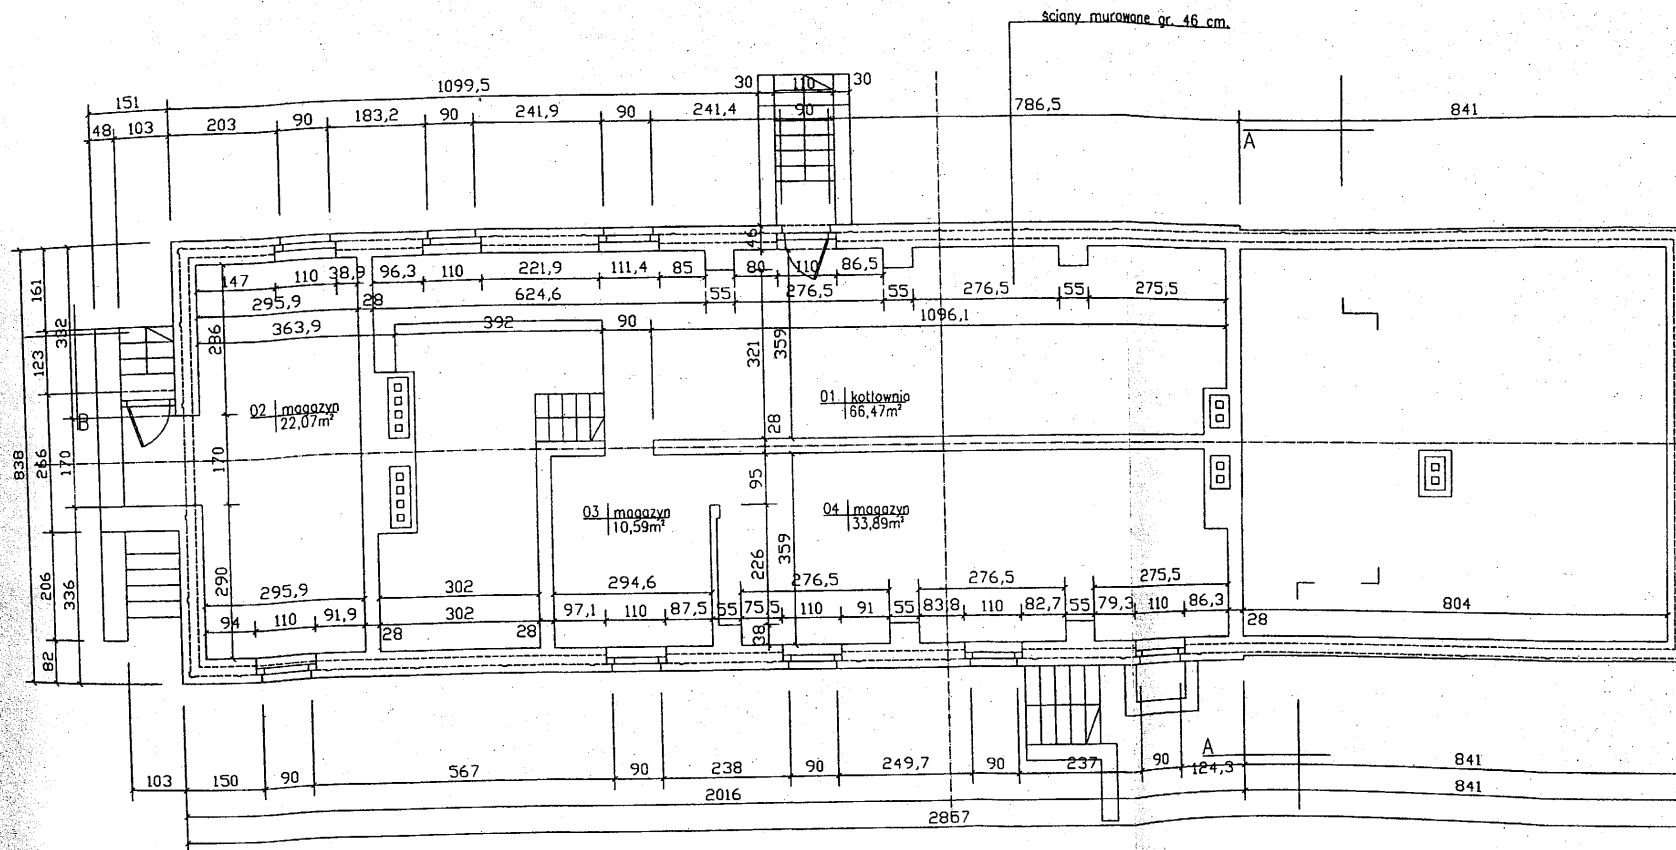 ściany murowane gr. 46 cm.
1099,5
30 110 30
151
786,5
841
48 103 203 90 183,2 90 241,9 90 241,4 90
A
46
147 110 38,9 96,3 110 221,9 111,4 85 80 110 86,5
295,9 28 624,6 55 276,5 55 276,5 55 275,5
363,9 392 90 1096,1
161
332
286
321
359
123
02 magazyn
22,07m²
01 kotłownia
66,47m²
B
28
838
266
170
170
95
03 magazyn
10,59m²
04 magazyn
33,89m²
226
359
206
336
290
295,9 302 294,6 276,5 276,5 275,5
94 110 91,9 302 97,1 110 87,5 55 75,5 110 91 55 83,8 110 82,7 55 79,3 110 86,3 804
28 28 38 28
82
A
103 150 90 567 90 238 90 249,7 90 237 90 124,3 841
2016 841
2857